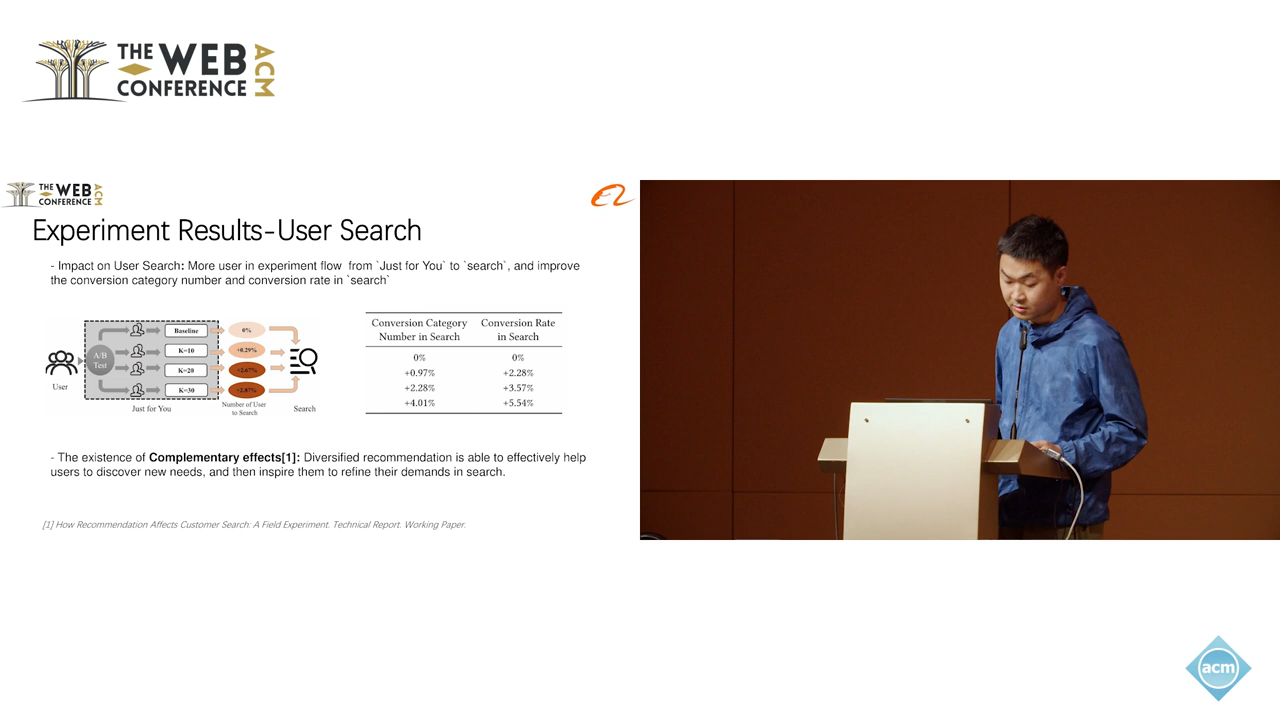 THE WEB
CONFERENCE
ACM
THE WEB
CONFERENCE
ACM
Experiment Results-User Search
- Impact on User Search: More user in experiment flow from `Just for You` to `search`, and improve
the conversion category number and conversion rate in `search`
User
A/B
Test
Baseline
K=10
K=20
K=30
0%
+0.29%
+2.67%
+2.87%
Just for You
Number of User
to Search
Search
Conversion Category
Number in Search
Conversion Rate
in Search
0% 0%
+0.97% +2.28%
+2.28% +3.57%
+4.01% +5.54%
- The existence of Complementary effects[1]: Diversified recommendation is able to effectively help
users to discover new needs, and then inspire them to refine their demands in search.
[1] How Recommendation Affects Customer Search: A Field Experiment. Technical Report. Working Paper.
acm